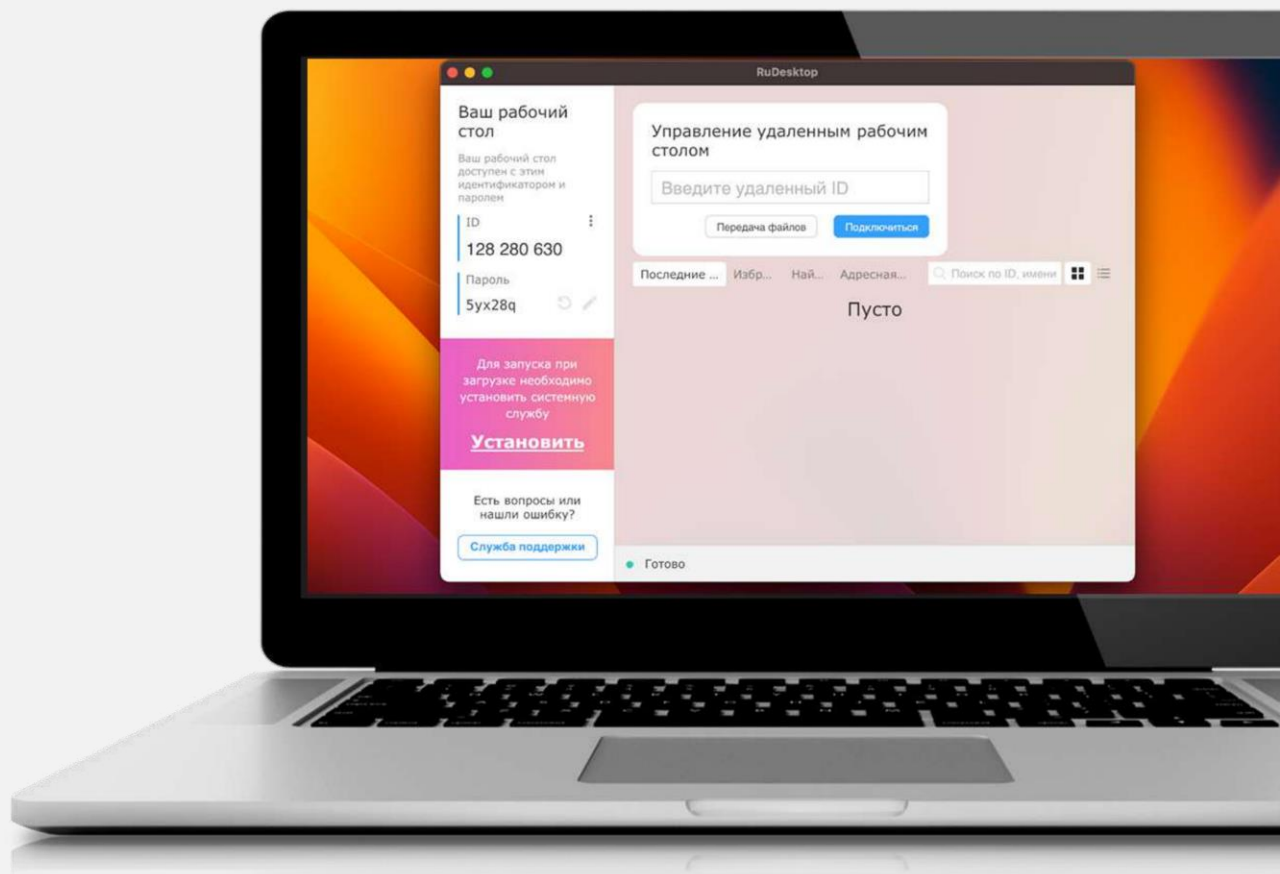 RuDesktop
Ваш рабочий
стол
Ваш рабочий стол
доступен с этим
идентификатором и
паролем
ID
128 280 630
Пароль
5yx28q
Для запуска при
загрузке необходимо
установить системную
службу
Установить
Есть вопросы или
нашли ошибку?
Служба поддержки
Управление удаленным рабочим
столом
Введите удаленный ID
Передача файлов
Подключиться
Последние ...
Избр...
Най...
Адресная...
Поиск по ID, имени
Пусто
Готово